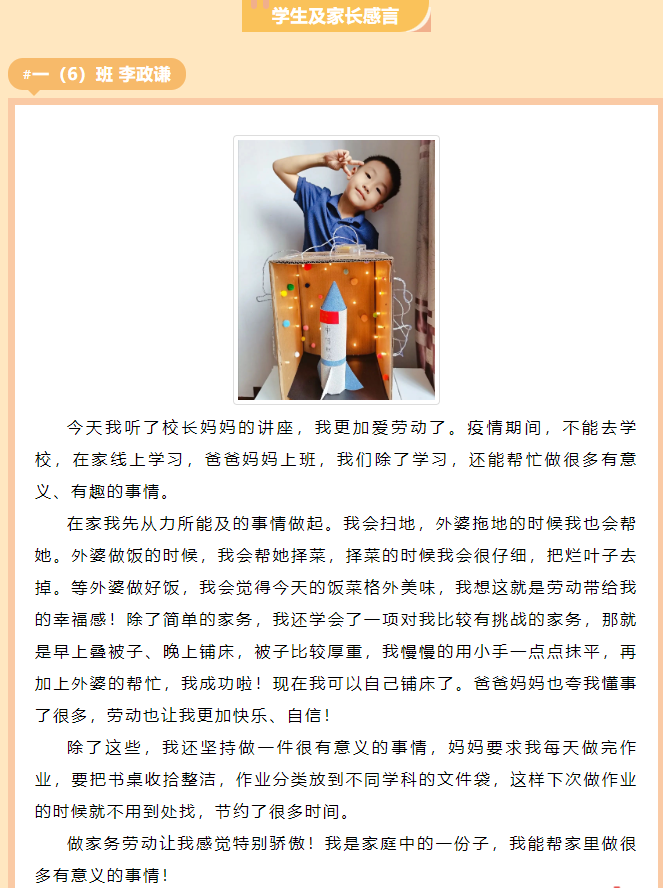 学生及家长感言
#一（6）班 李政谦
今天我听了校长妈妈的讲座，我更加爱劳动了。疫情期间，不能去学
校，在家线上学习，爸爸妈妈上班，我们除了学习，还能帮忙做很多有意
义、有趣的事情。
在家我先从力所能及的事情做起。我会扫地，外婆拖地的时候我也会帮
她。外婆做饭的时候，我会帮她择菜，择菜的时候我会很仔细，把烂叶子去
掉。等外婆做好饭，我会觉得今天的饭菜格外美味，我想这就是劳动带给我
的幸福感！除了简单的家务，我还学会了一项对我比较有挑战的家务，那就
是早上叠被子、晚上铺床，被子比较厚重，我慢慢的用小手一点点抹平，再
加上外婆的帮忙，我成功啦！现在我可以自己铺床了。爸爸妈妈也夸我懂事
了很多，劳动也让我更加快乐、自信！
除了这些，我还坚持做一件很有意义的事情，妈妈要求我每天做完作
业，要把书桌收拾整洁，作业分类放到不同学科的文件袋，这样下次做作业
的时候就不用到处找，节约了很多时间。
做家务劳动让我感觉特别骄傲！我是家庭中的一份子，我能帮家里做很
多有意义的事情！